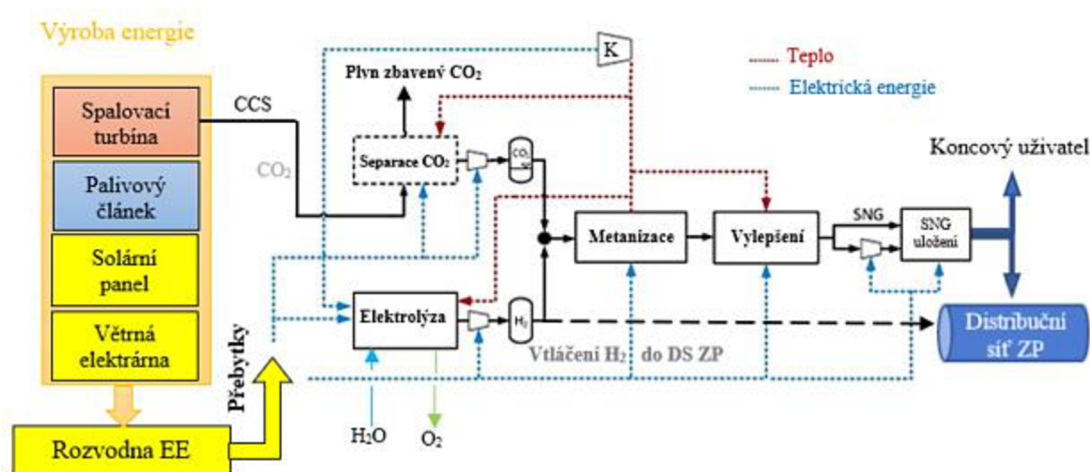 Výroba energie
Spalovací
turbína
Palivový
článek
Solární
panel
Větrná
elektrárna
Rozvodna EE
Přebytky
CCS
CO2
Plyn zbavený CO2
Separace CO2
CO2
K
Teplo
Elektrická energie
Elektrolýza
H2
H2O
O2
Metanizace
Vylepšení
SNG
SNG
uložení
Koncový uživatel
Vtláčení H2 do DS ZP
Distribuční
síť ZP